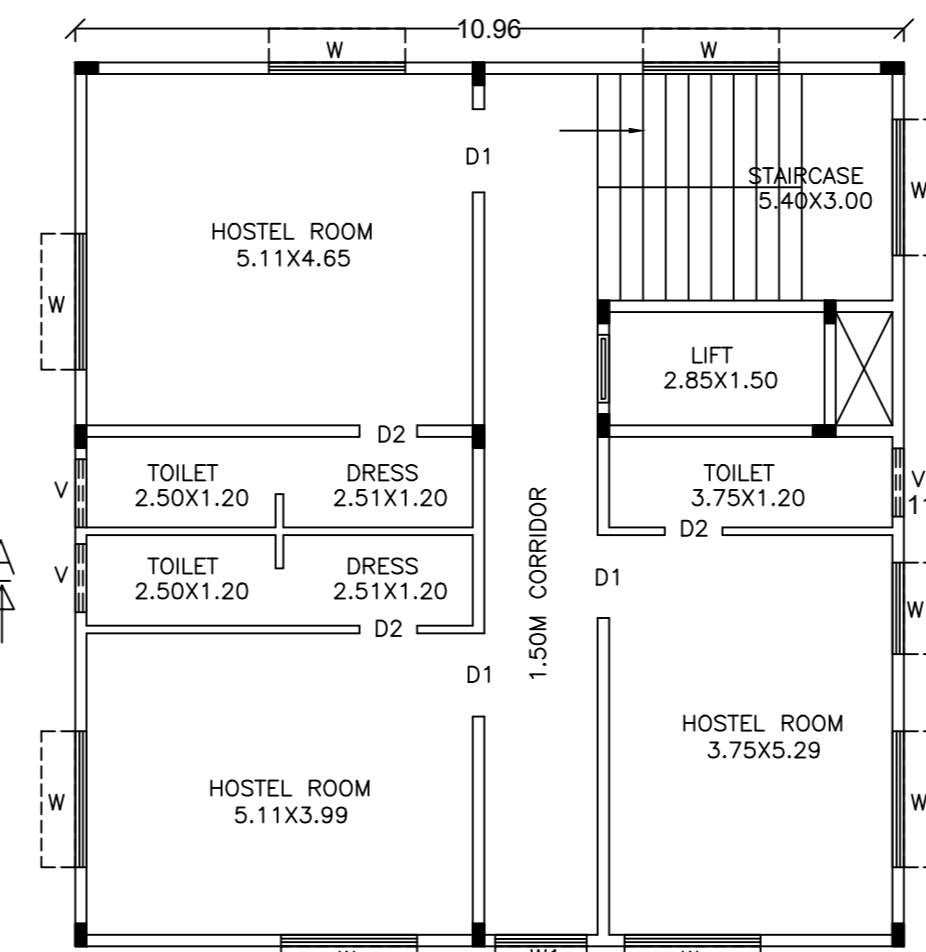 10.96
W
W
D1
STAIRCASE
5.40X3.00
W
HOSTEL ROOM
5.11X4.65
W
LIFT
2.85X1.50
D2
TOILET
2.50X1.20
DRESS
2.51X1.20
TOILET
3.75X1.20
V
V
11
D2
TOILET
2.50X1.20
DRESS
2.51X1.20
V
D1
1.50M CORRIDOR
W
D2
D1
HOSTEL ROOM
3.75X5.29
HOSTEL ROOM
5.11X3.99
W
W
W
W1
W